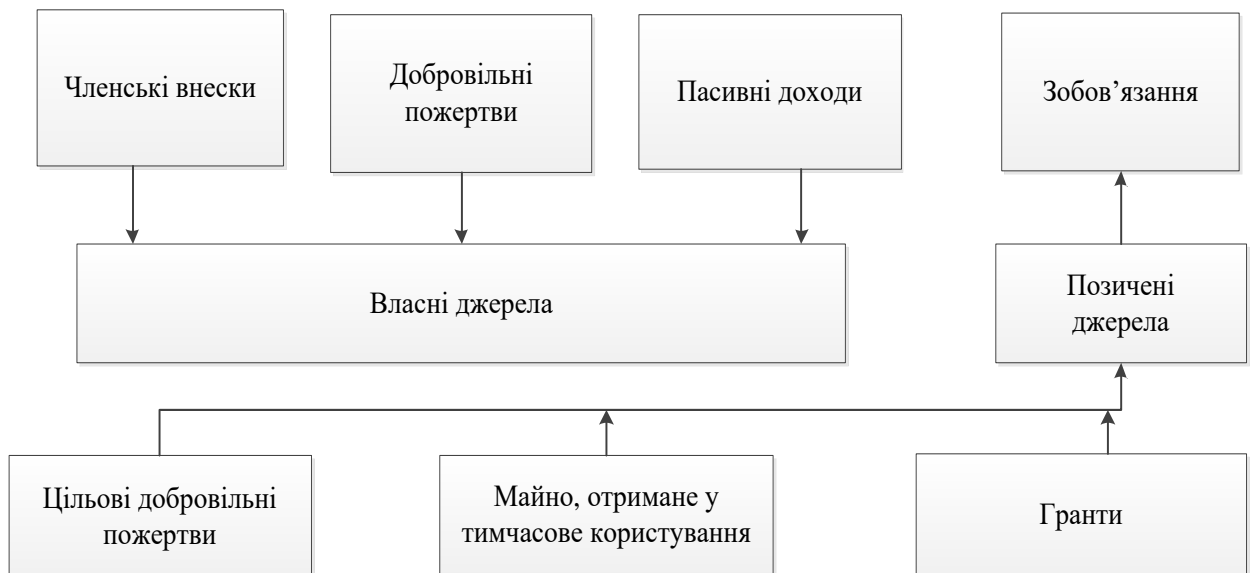 Членські внески
Добровільні
пожертви
Пасивні доходи
Зобов’язання
Власні джерела
Позичені
джерела
Цільові добровільні
пожертви
Майно, отримане у
тимчасове користування
Гранти